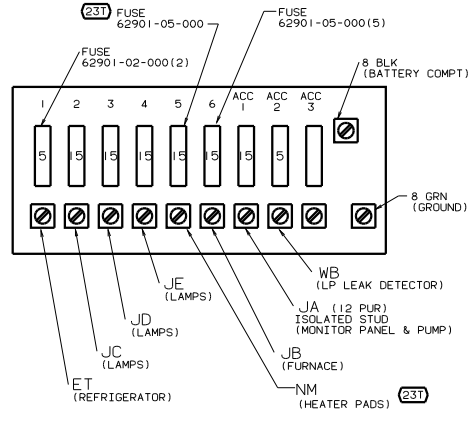 23T FUSE
62901-05-000
FUSE
62901-05-000(5)
FUSE
62901-02-000(2)
8 BLK
(BATTERY COMPT)
1 2 3 4 5 6 ACC 1 ACC 2 ACC 3
5 15 15 15 15 15 15 5
8 GRN
(GROUND)
WB
(LP LEAK DETECTOR)
JE
(LAMPS)
JA (12 PUR)
ISOLATED STUD
(MONITOR PANEL & PUMP)
JD
(LAMPS)
JC
(LAMPS)
JB
(FURNACE)
ET
(REFRIGERATOR)
NM
(HEATER PADS) 23T